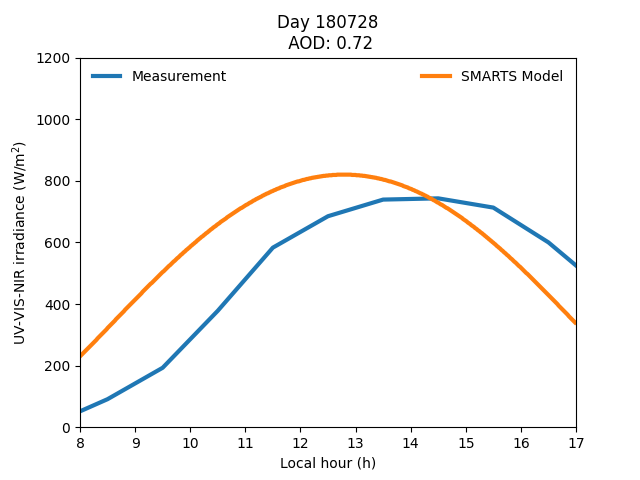 Day 180728
AOD: 0.72
Measurement
SMARTS Model
UV-VIS-NIR irradiance (W/m²)
1200
1000
800
600
400
200
0
8 9 10 11 12 13 14 15 16 17
Local hour (h)